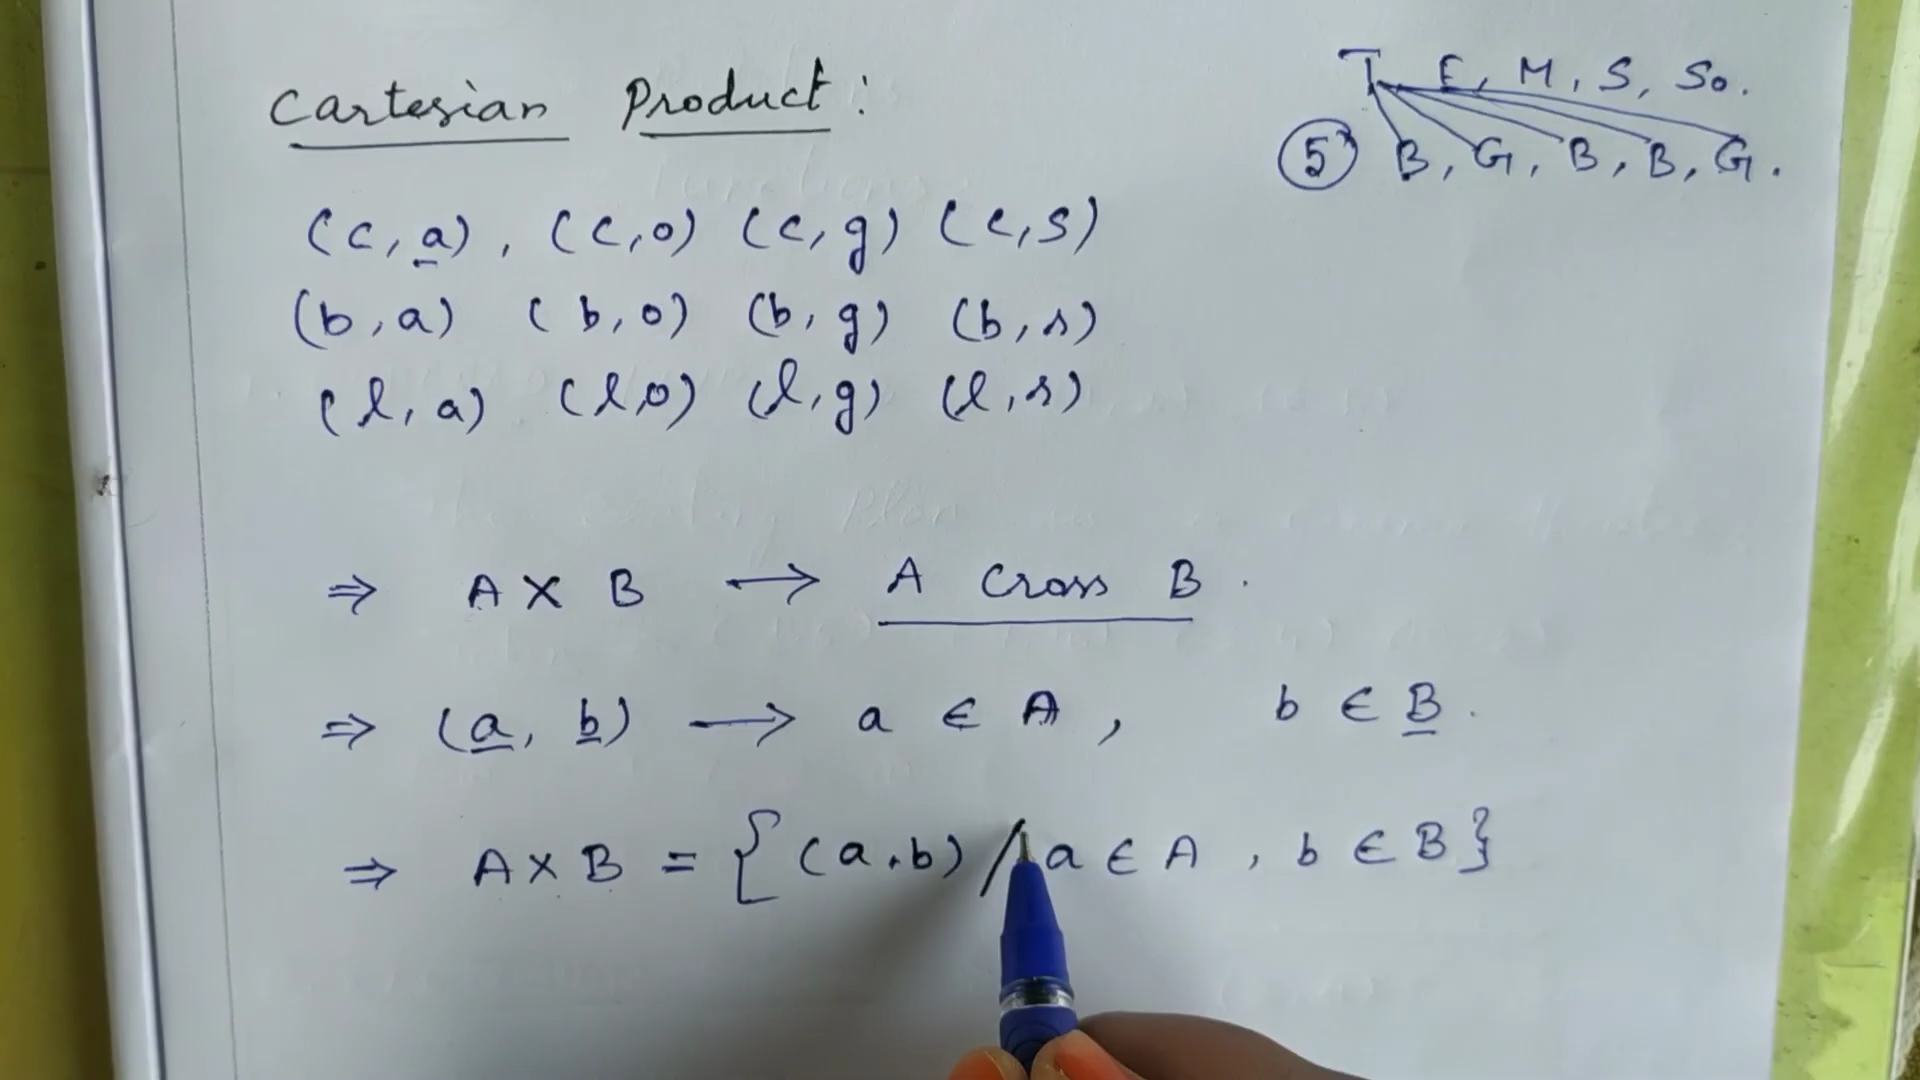 Cartesian Product :
T E, M, S, So.
5 B, G, B, B, G.
(c, a), (c,o) (c, g) (c,s)
(b, a) (b,o) (b, g) (b, s)
(l, a) (l,o) (l, g) (l, s)
⇒ A X B ⟶ A Cross B .
⇒ (a, b) ⟶ a ∈ A , b ∈ B .
⇒ A X B = { (a,b) / a ∈ A , b ∈ B }